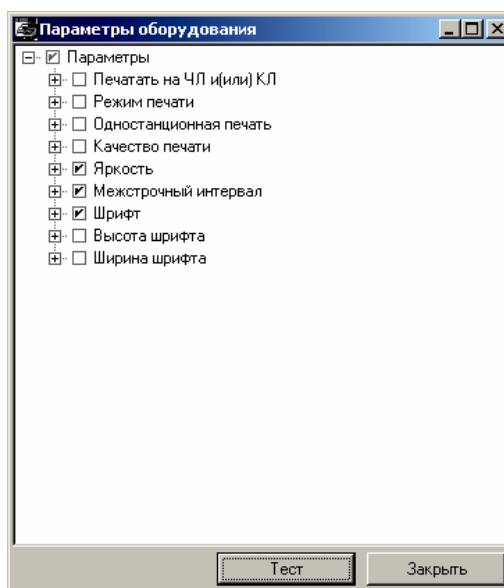 Параметры оборудования
Параметры
Печатать на ЧЛ и(или) КЛ
Режим печати
Одностанционная печать
Качество печати
Яркость
Межстрочный интервал
Шрифт
Высота шрифта
Ширина шрифта
Тест
Закрыть